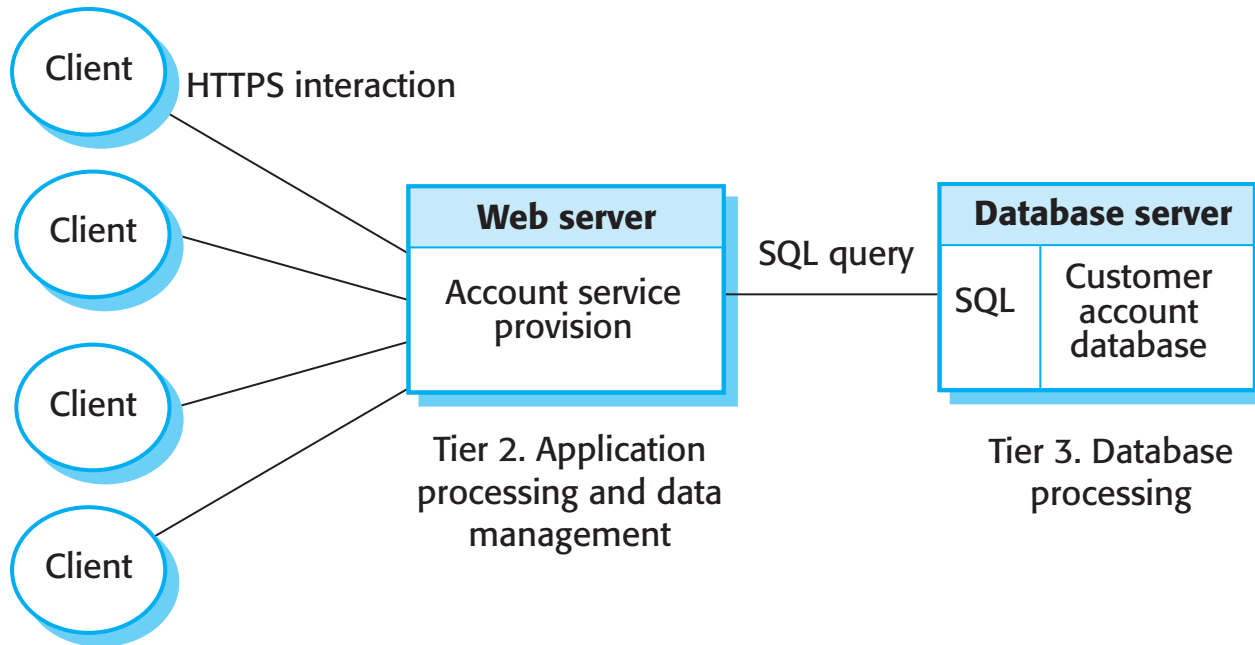 Client
HTTPS interaction
Client
Client
Client
Web server
Account service
provision
Tier 2. Application
processing and data
management
SQL query
Database server
SQL
Customer
account
database
Tier 3. Database
processing